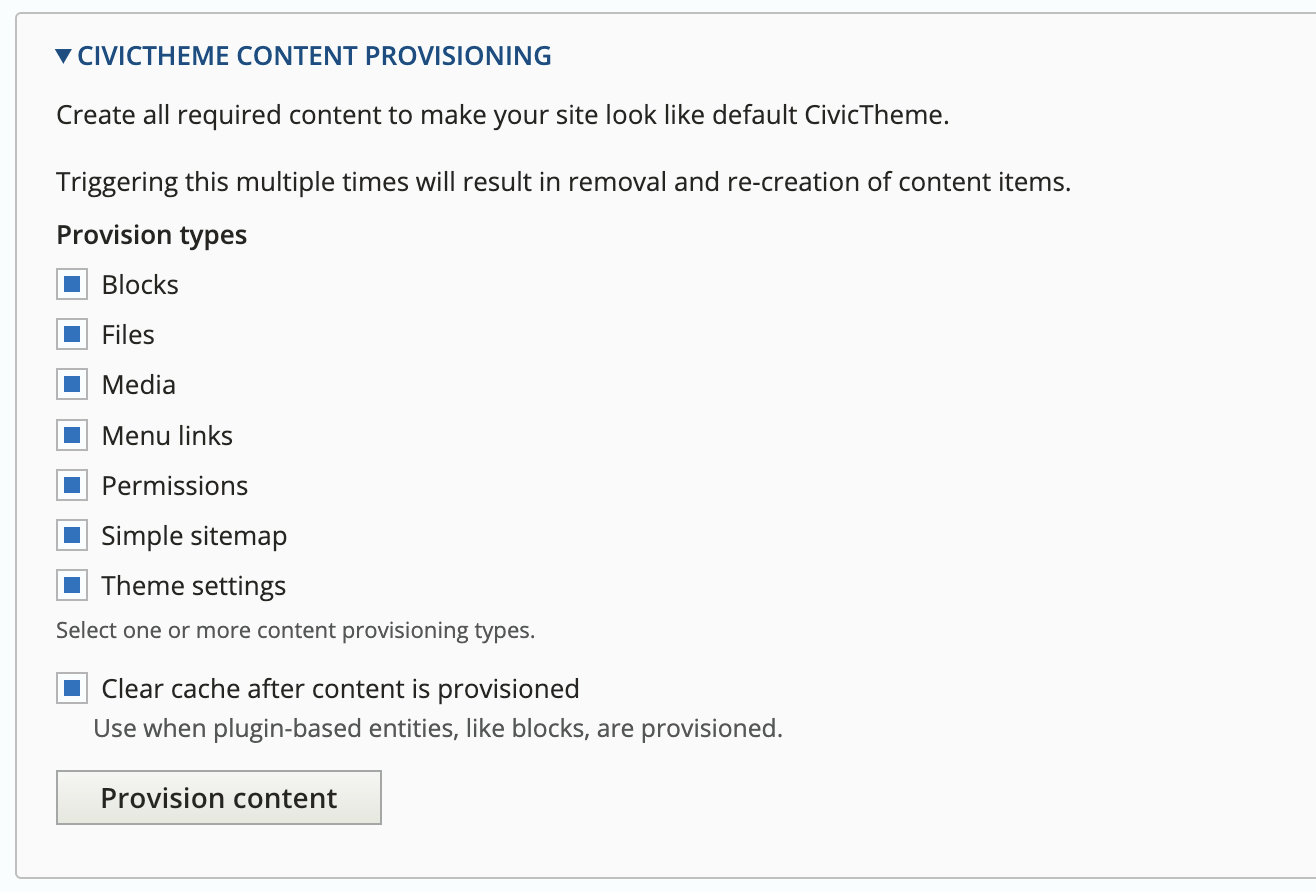 CIVICTHEME CONTENT PROVISIONING
Create all required content to make your site look like default CivicTheme.
Triggering this multiple times will result in removal and re-creation of content items.
Provision types
Blocks
Files
Media
Menu links
Permissions
Simple sitemap
Theme settings
Select one or more content provisioning types.
Clear cache after content is provisioned
Use when plugin-based entities, like blocks, are provisioned.
Provision content